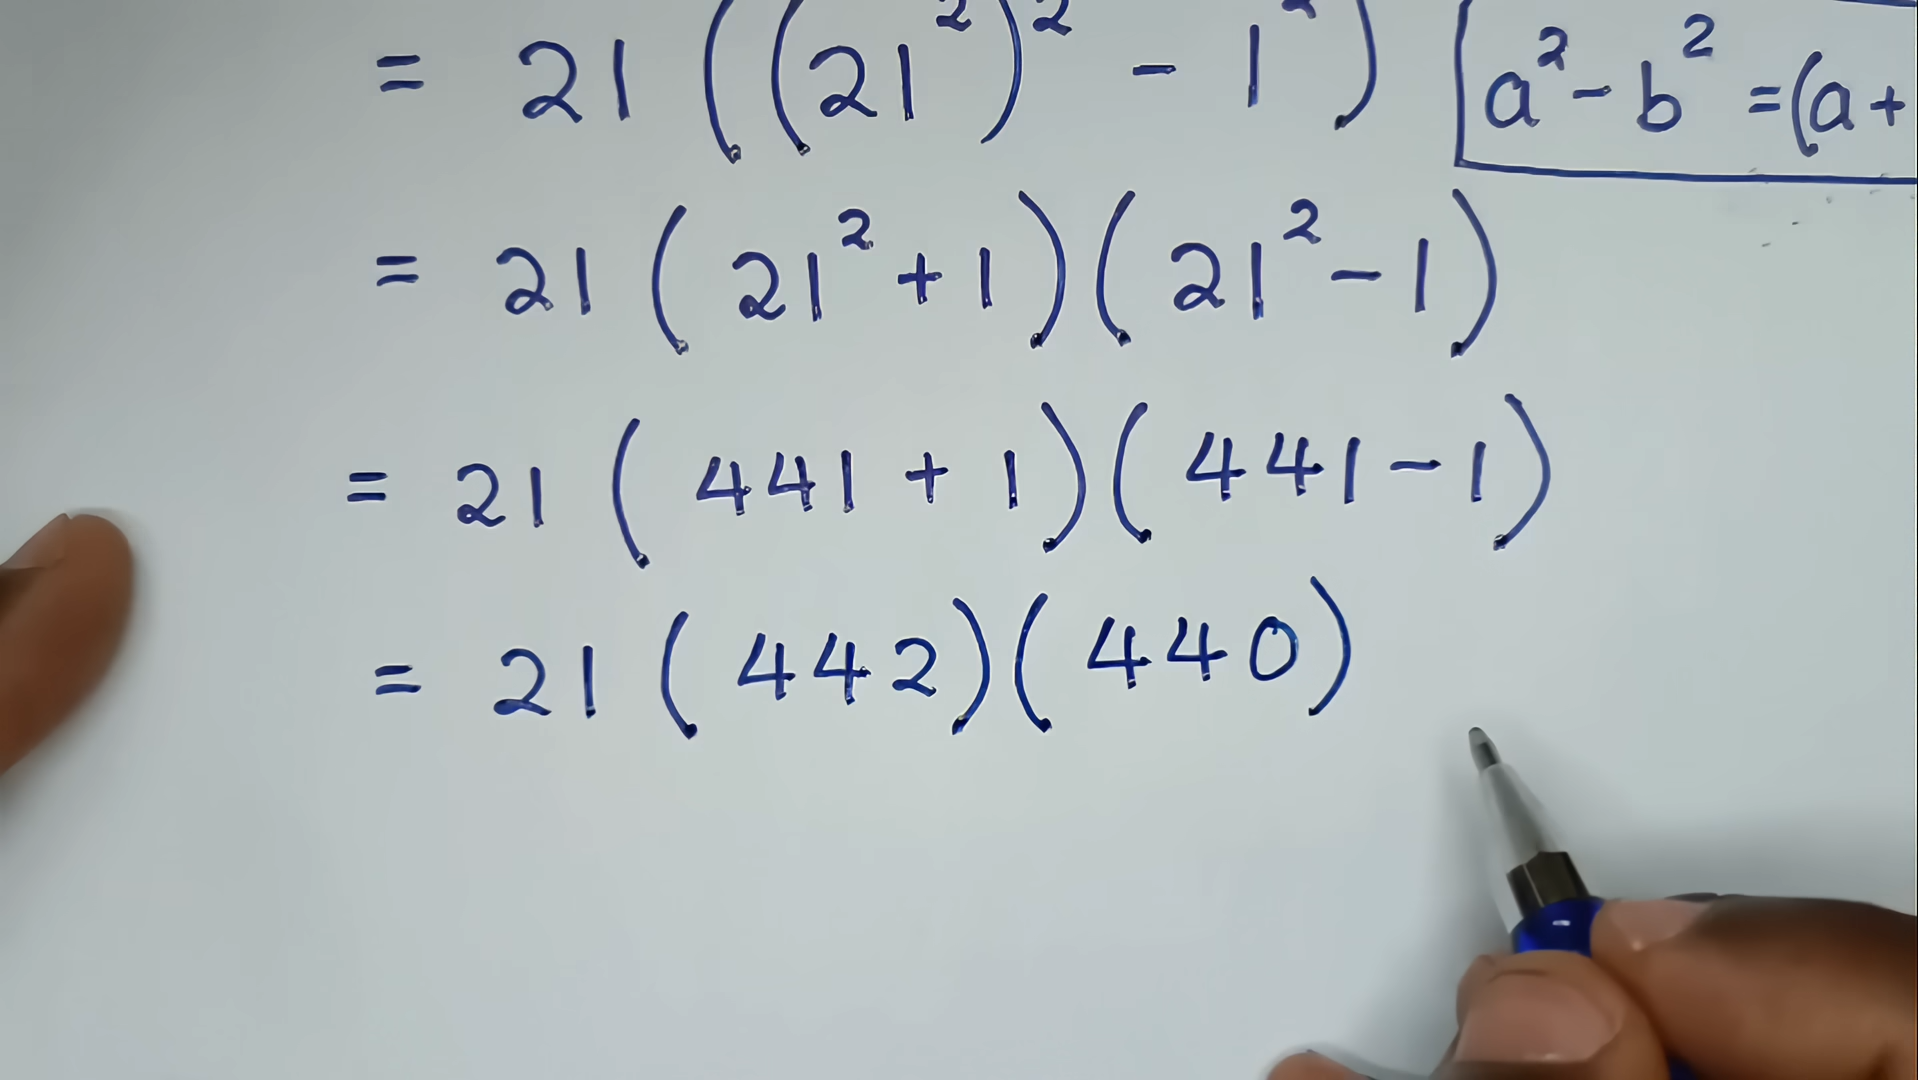 = 21((21²)² - 1²)
a² - b² = (a +
= 21(21² + 1)(21² - 1)
= 21(441 + 1)(441 - 1)
= 21(442)(440)